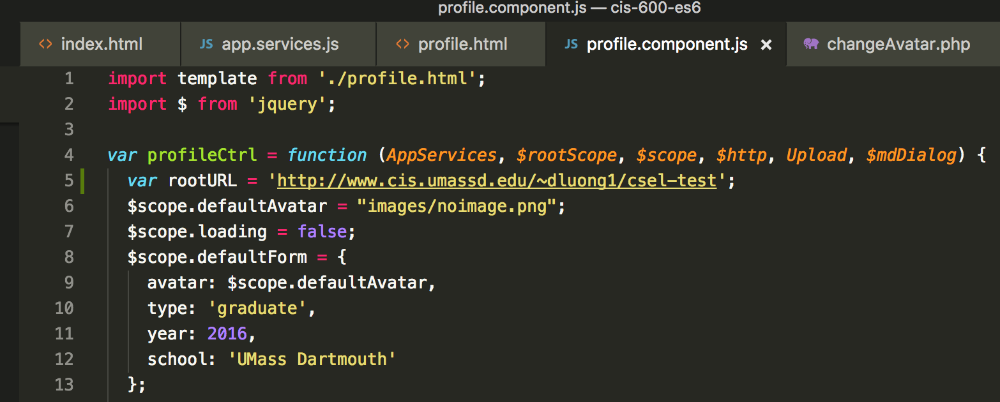 profile.component.js — cis-600-es6
<> index.html JS app.services.js <> profile.html JS profile.component.js × changeAvatar.php
1 import template from './profile.html';
2 import $ from 'jquery';
3
4 var profileCtrl = function (AppServices, $rootScope, $scope, $http, Upload, $mdDialog) {
5 var rootURL = 'http://www.cis.umassd.edu/~dluong1/csel-test';
6 $scope.defaultAvatar = "images/noimage.png";
7 $scope.loading = false;
8 $scope.defaultForm = {
9 avatar: $scope.defaultAvatar,
10 type: 'graduate',
11 year: 2016,
12 school: 'UMass Dartmouth'
13 };